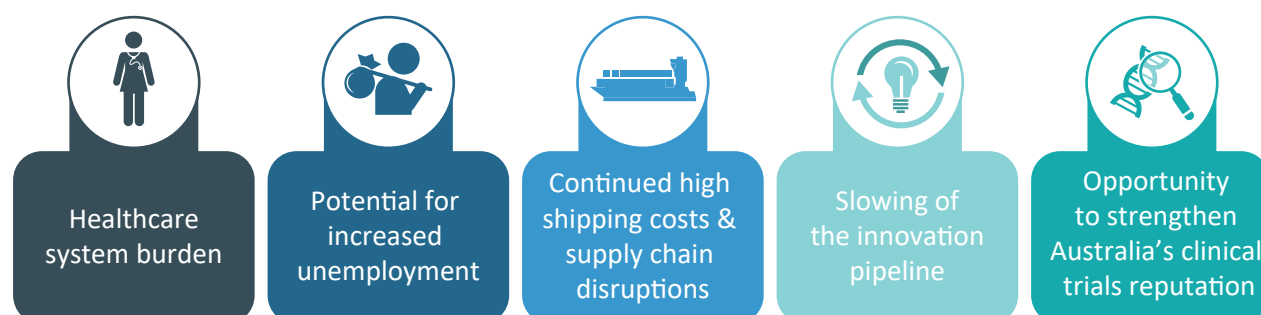 Healthcare
system burden
Potential for
increased
unemployment
Continued high
shipping costs &
supply chain
disruptions
Slowing of
the innovation
pipeline
Opportunity
to strengthen
Australia’s clinical
trials reputation